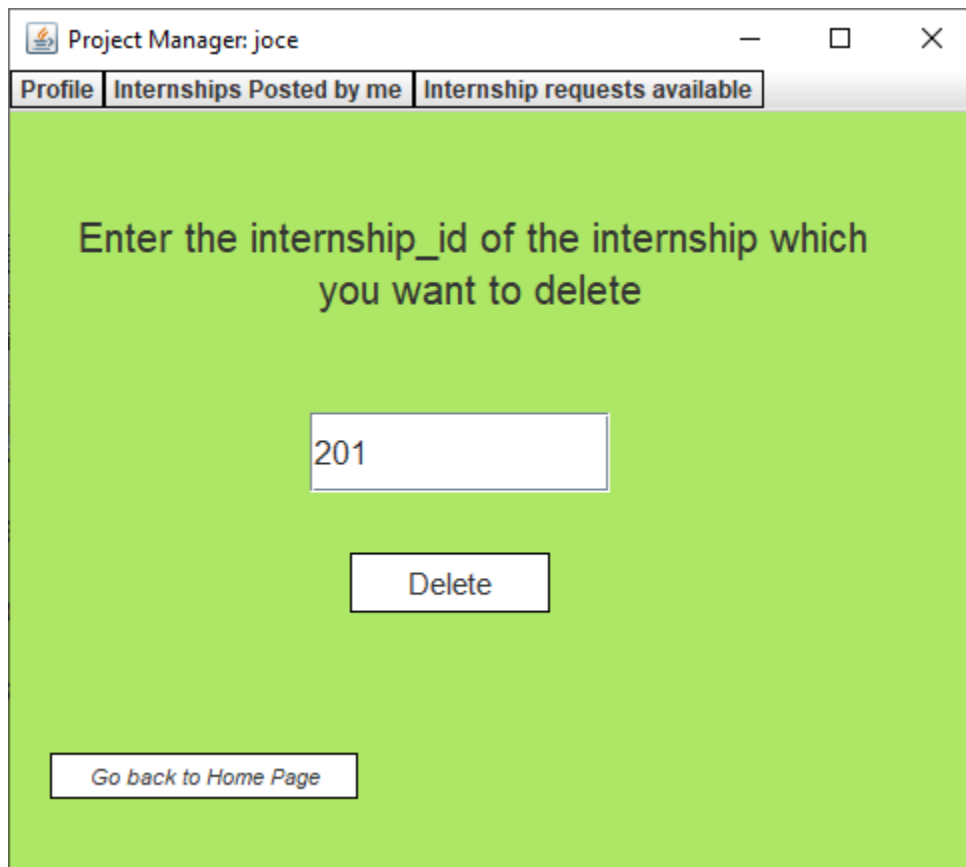 Project Manager: joce
Profile Internships Posted by me Internship requests available
Enter the internship_id of the internship which
you want to delete
201
Delete
Go back to Home Page